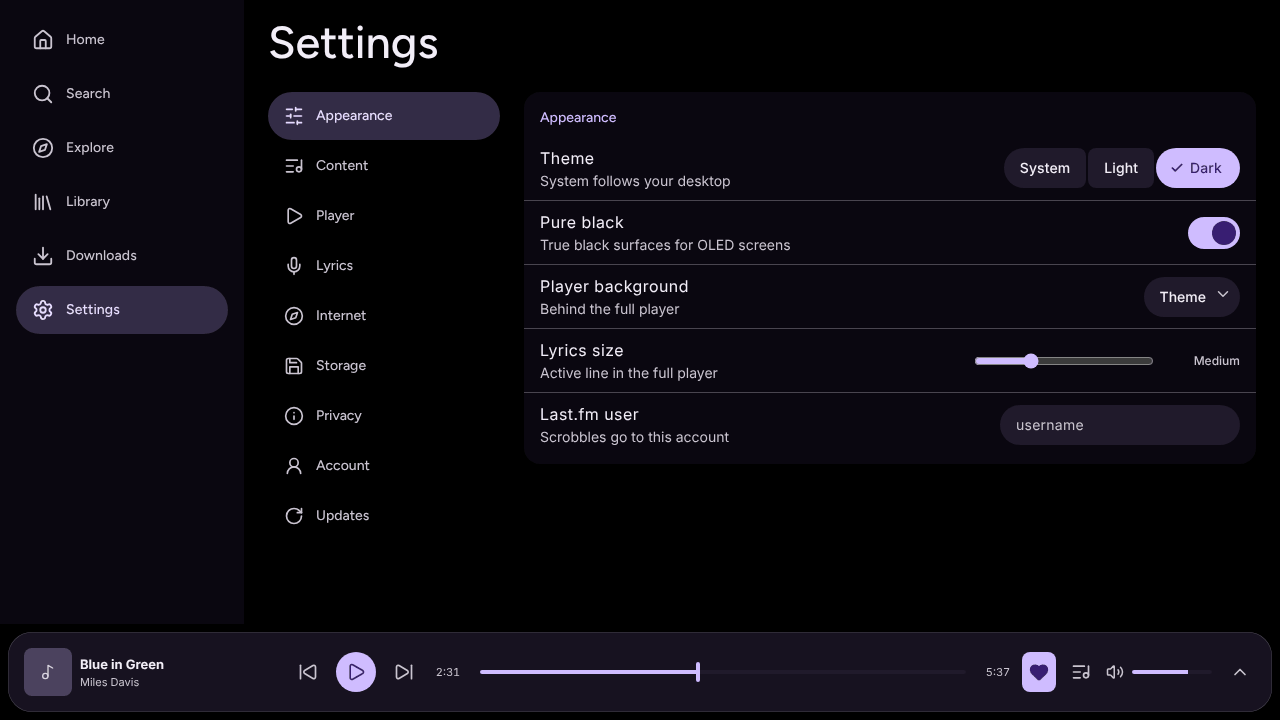 Home
Search
Explore
Library
Downloads
Settings
Settings
Appearance
Content
Player
Lyrics
Internet
Storage
Privacy
Account
Updates
Appearance
Theme
System follows your desktop
System
Light
Dark
Pure black
True black surfaces for OLED screens
Player background
Behind the full player
Theme
Lyrics size
Active line in the full player
Medium
Last.fm user
Scrobbles go to this account
username
Blue in Green
Miles Davis
2:31
5:37